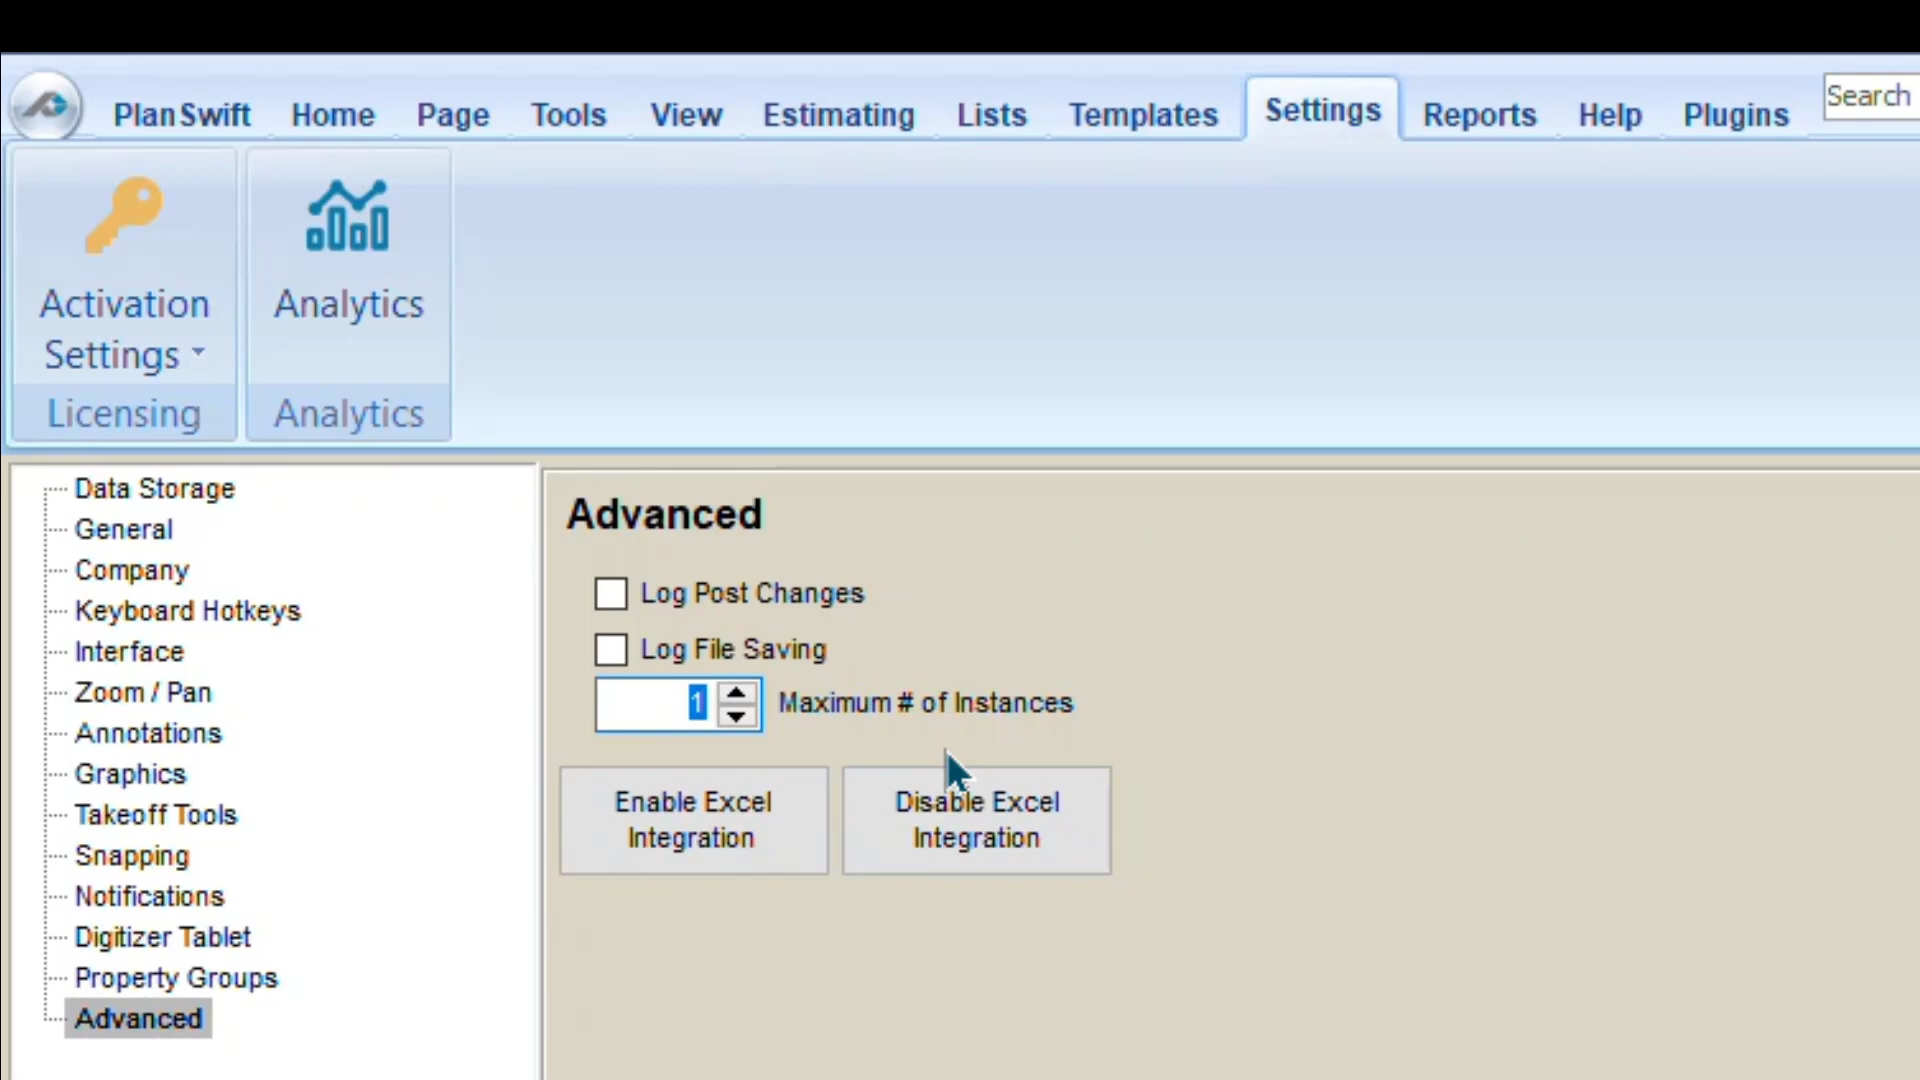 PlanSwift Home Page Tools View Estimating Lists Templates Settings Reports Help Plugins Search
Activation
Settings
Licensing
Analytics
Analytics
Data Storage
General
Company
Keyboard Hotkeys
Interface
Zoom / Pan
Annotations
Graphics
Takeoff Tools
Snapping
Notifications
Digitizer Tablet
Property Groups
Advanced
Advanced
Log Post Changes
Log File Saving
1 Maximum # of Instances
Enable Excel
Integration
Disable Excel
Integration